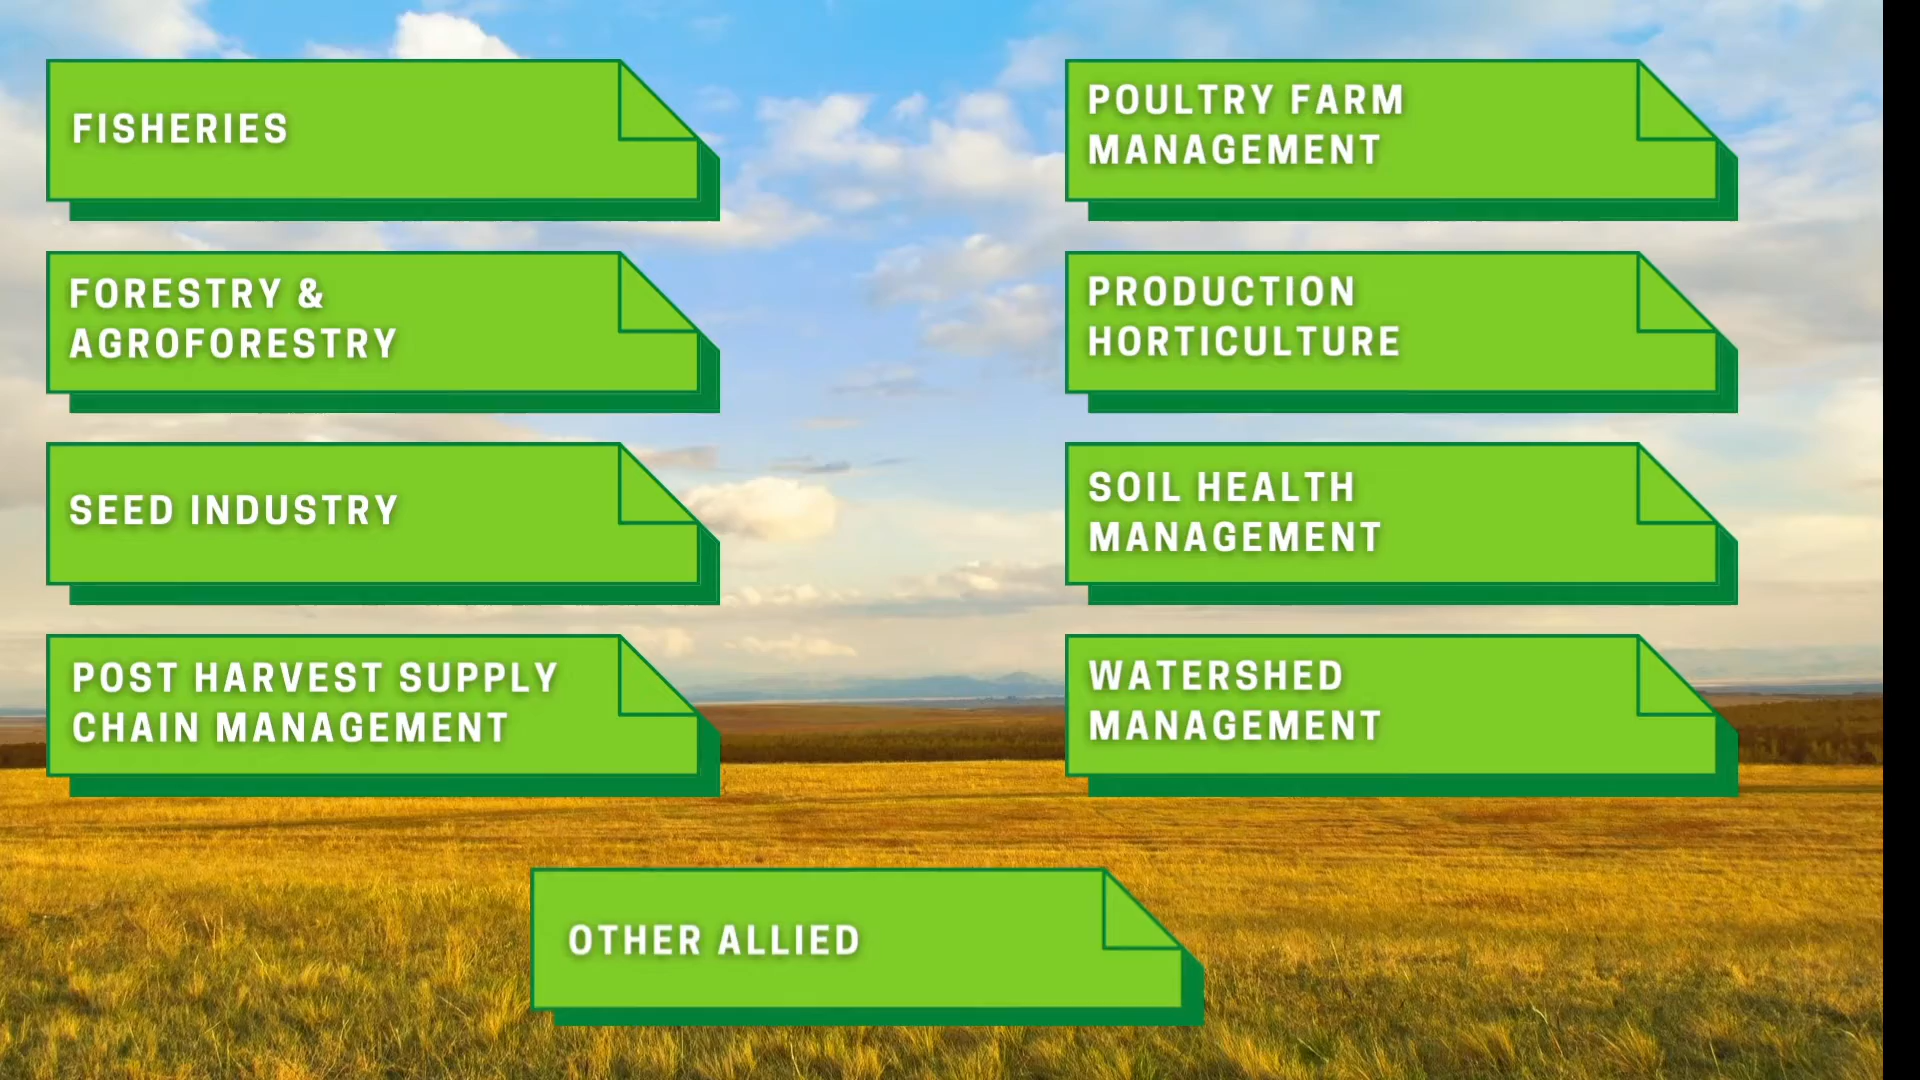 FISHERIES
FORESTRY &
AGROFORESTRY
SEED INDUSTRY
POST HARVEST SUPPLY
CHAIN MANAGEMENT
POULTRY FARM
MANAGEMENT
PRODUCTION
HORTICULTURE
SOIL HEALTH
MANAGEMENT
WATERSHED
MANAGEMENT
OTHER ALLIED